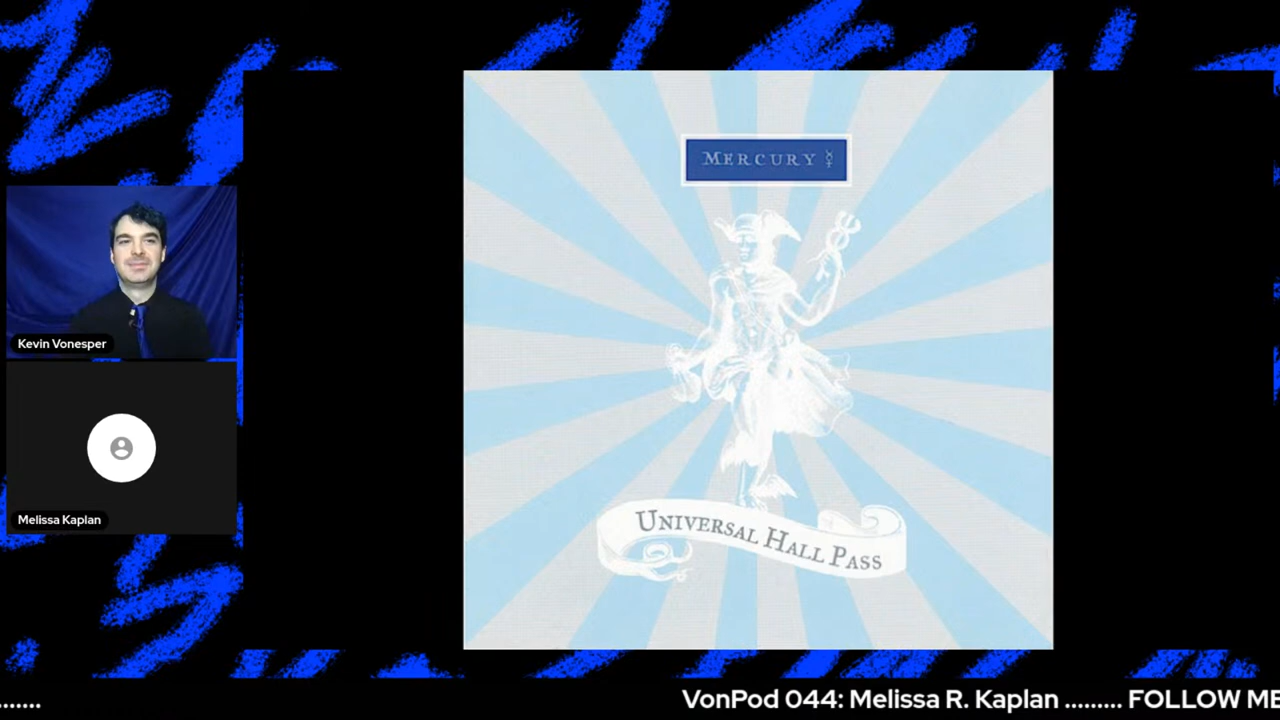 MERCURY ☿
Kevin Vonesper
UNIVERSAL HALL PASS
Melissa Kaplan
....... VonPod 044: Melissa R. Kaplan ......... FOLLOW ME